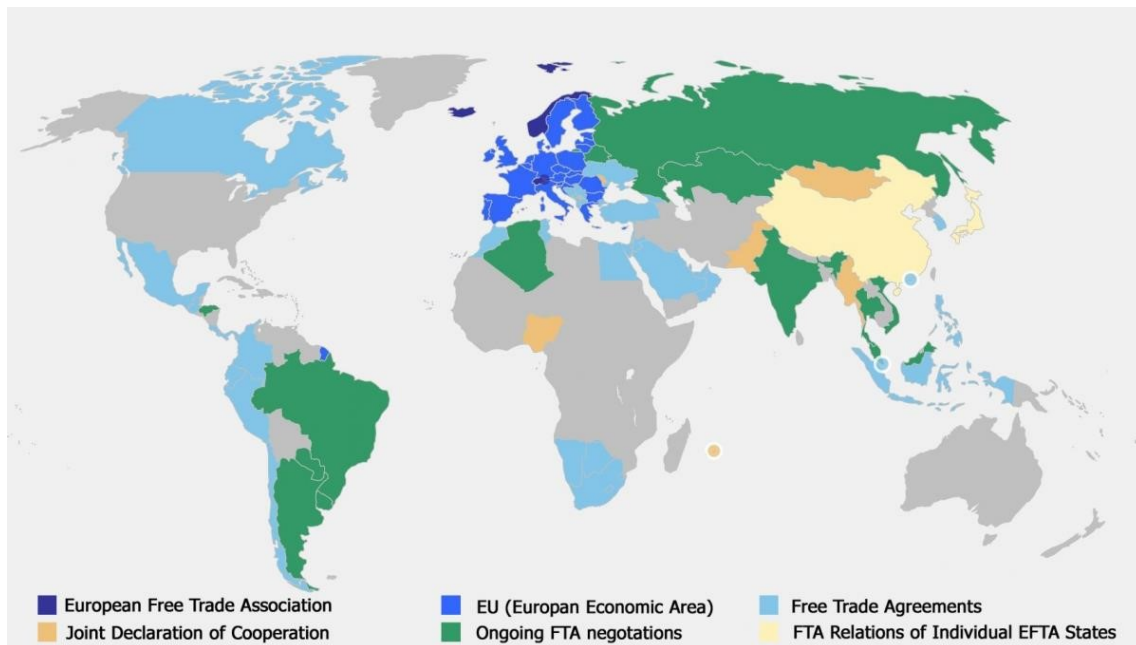 European Free Trade Association
EU (Europan Economic Area)
Free Trade Agreements
Joint Declaration of Cooperation
Ongoing FTA negotations
FTA Relations of Individual EFTA States